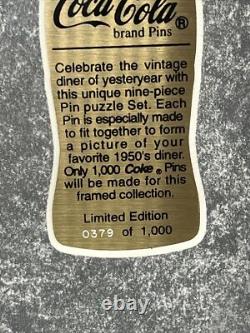 Coca-Cola®
brand Pins
Celebrate the vintage
diner of yesteryear with
this unique nine-piece
Pin puzzle Set. Each
Pin is especially made
to fit together to form
a picture of your
favorite 1950's diner.
Only 1,000 Coke® Pins
will be made for this
framed collection.
Limited Edition
0379 of 1,000